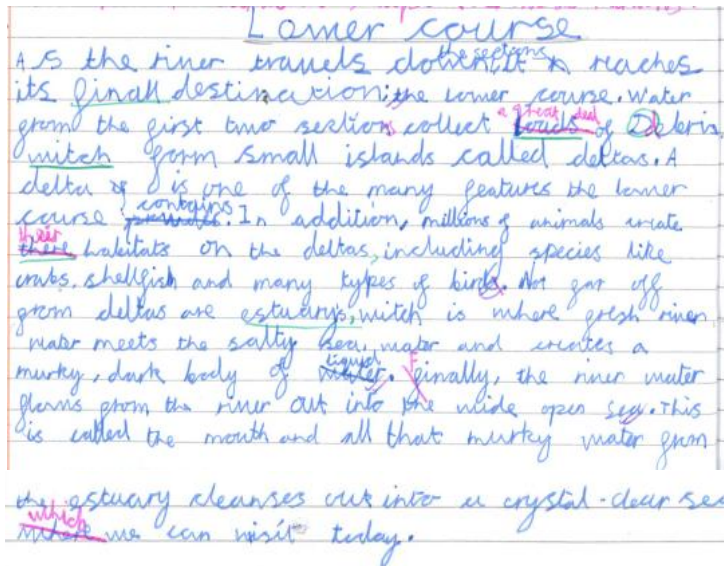 Lower course
As the river travels down, the sections it reaches
its finall destination; the lower course. Water
from the first two sections collect a great deal loads of Debris
witch form small islands called deltas. A
delta is one of the many features the lower
course contains. In addition, millions of animals create
their there habitats on the deltas, including species like
crabs, shellfish and many types of birds. Not far off
from deltas are estuarys, witch is where fresh river
water meets the salty sea water and creates a
murky, dark body of liquid water. Finally, the river water
flows from the river out into the wide open sea. This
is called the mouth and all that murky water from
the estuary cleanses out into a crystal-clear sea
which where we can visit today.